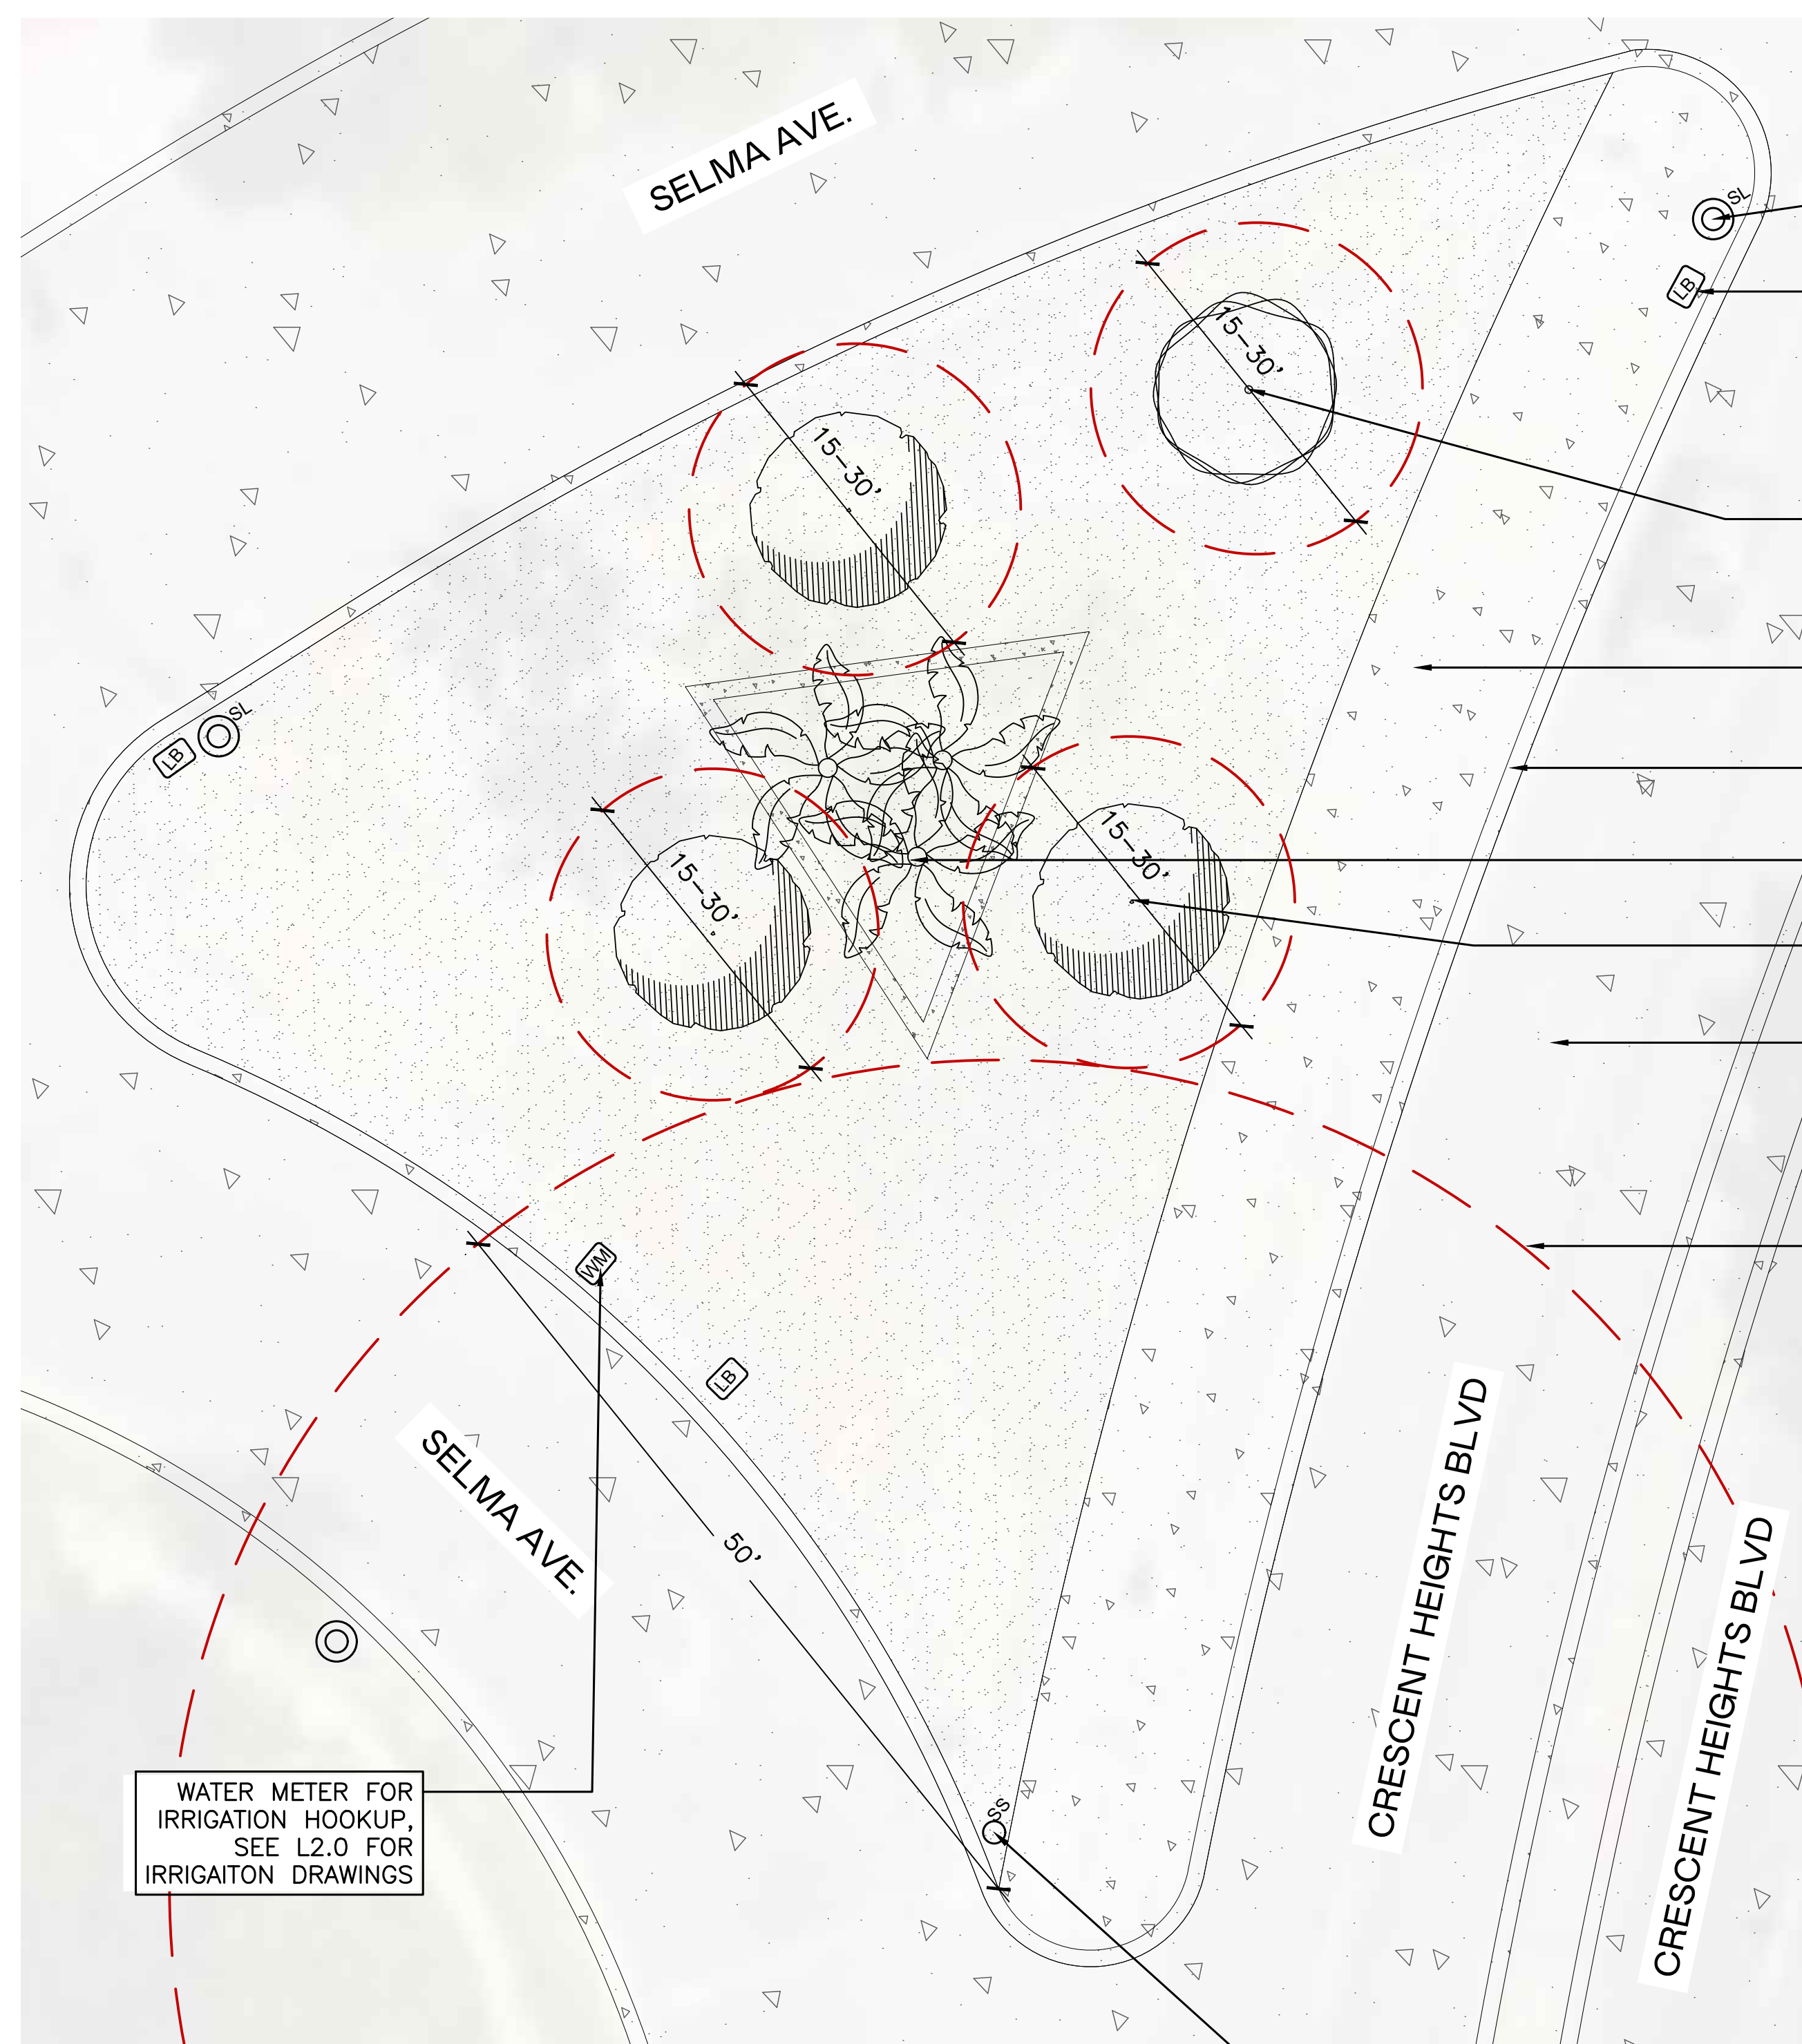 SELMA AVE.
SL
LB
15-30'
15-30'
SL
LB
15-30'
15-30'
WM
LB
SELMA AVE.
50'
CRESCENT HEIGHTS BLVD
CRESCENT HEIGHTS BLVD
WATER METER FOR
IRRIGATION HOOKUP,
SEE L2.0 FOR
IRRIGAITON DRAWINGS
SS